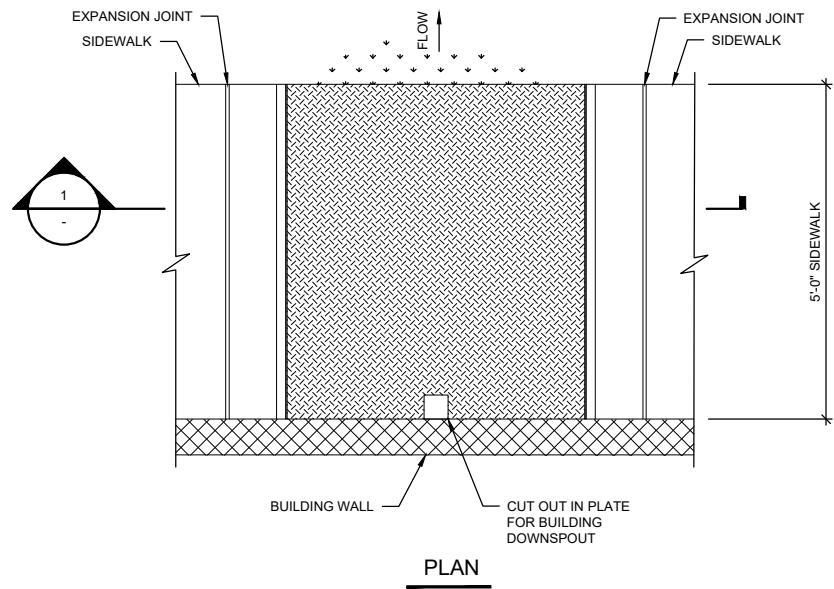 EXPANSION JOINT
SIDEWALK
FLOW
EXPANSION JOINT
SIDEWALK
1
-
5'-0" SIDEWALK
BUILDING WALL
CUT OUT IN PLATE
FOR BUILDING
DOWNSPOUT
PLAN